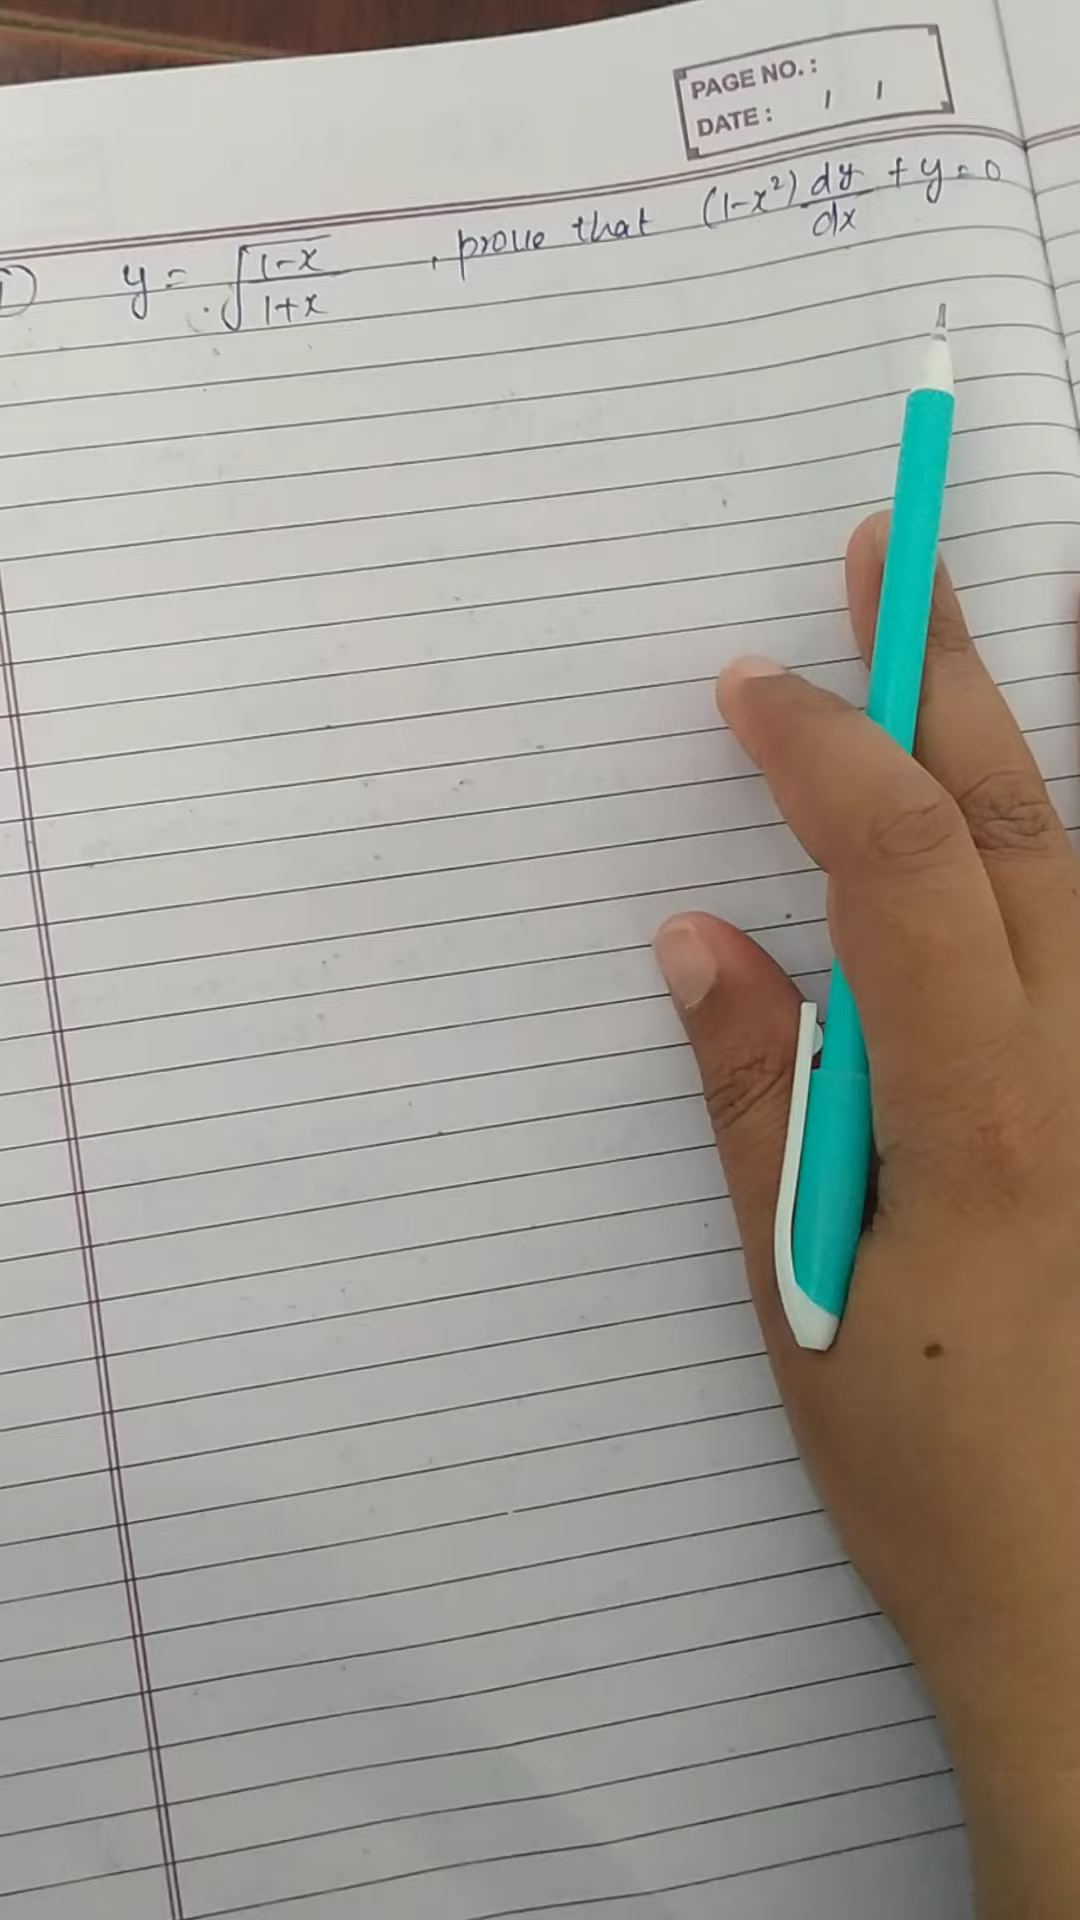 PAGE NO. :
DATE : / /
1) y = √(1-x / 1+x) , prove that (1-x²) dy/dx + y = 0